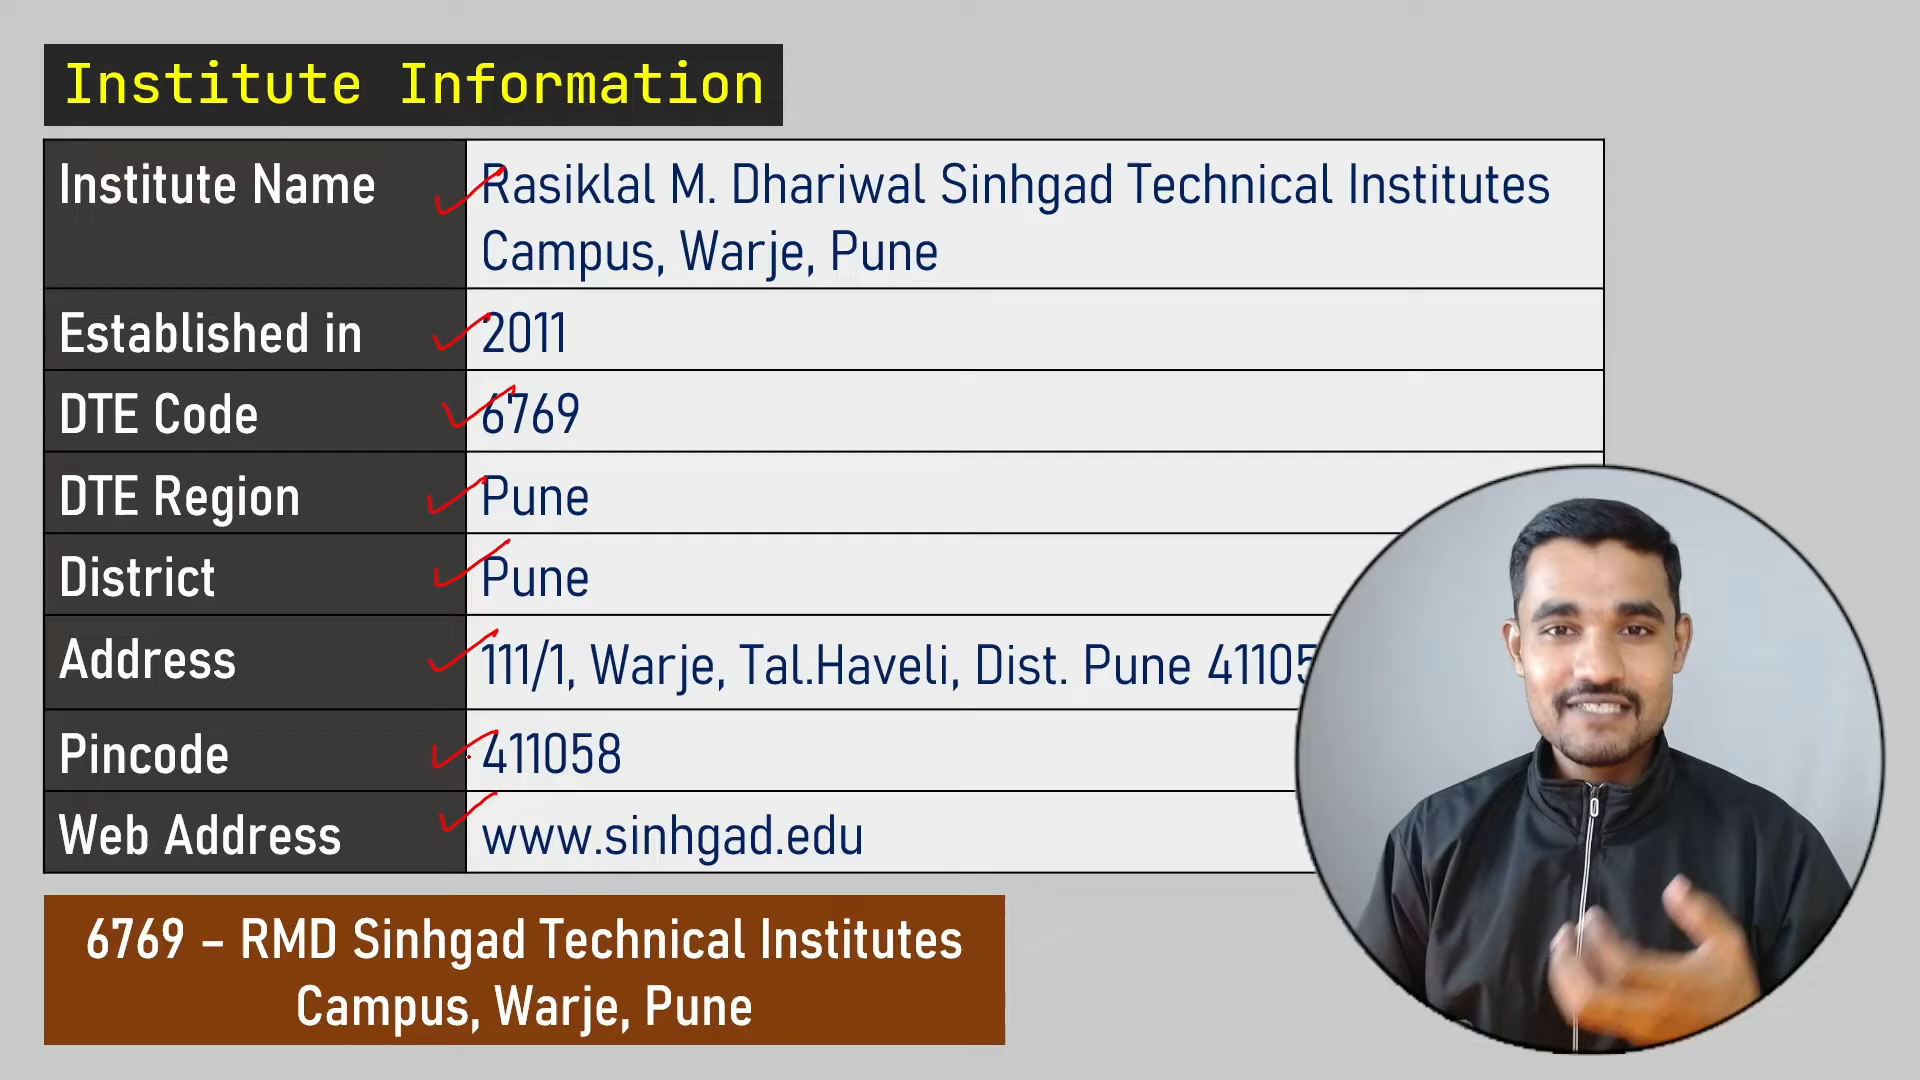 Institute Information
Institute Name
Rasiklal M. Dhariwal Sinhgad Technical Institutes
Campus, Warje, Pune
Established in
2011
DTE Code
6769
DTE Region
Pune
District
Pune
Address
111/1, Warje, Tal.Haveli, Dist. Pune 41105
Pincode
411058
Web Address
www.sinhgad.edu
6769 – RMD Sinhgad Technical Institutes
Campus, Warje, Pune